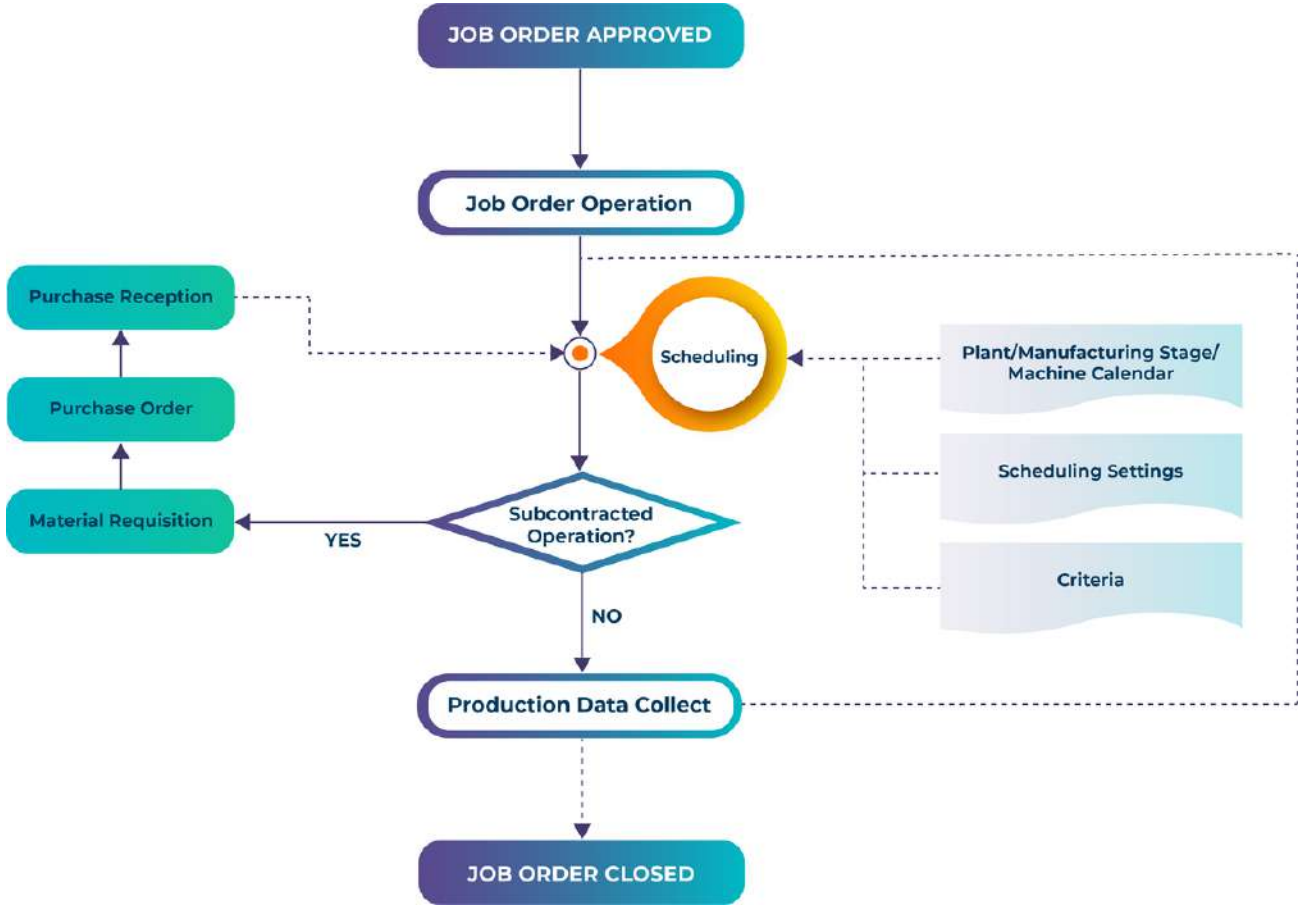 JOB ORDER APPROVED
Job Order Operation
Purchase Reception
Scheduling
Plant/Manufacturing Stage/
Machine Calendar
Purchase Order
Scheduling Settings
Material Requisition
YES
Subcontracted
Operation?
Criteria
NO
Production Data Collect
JOB ORDER CLOSED